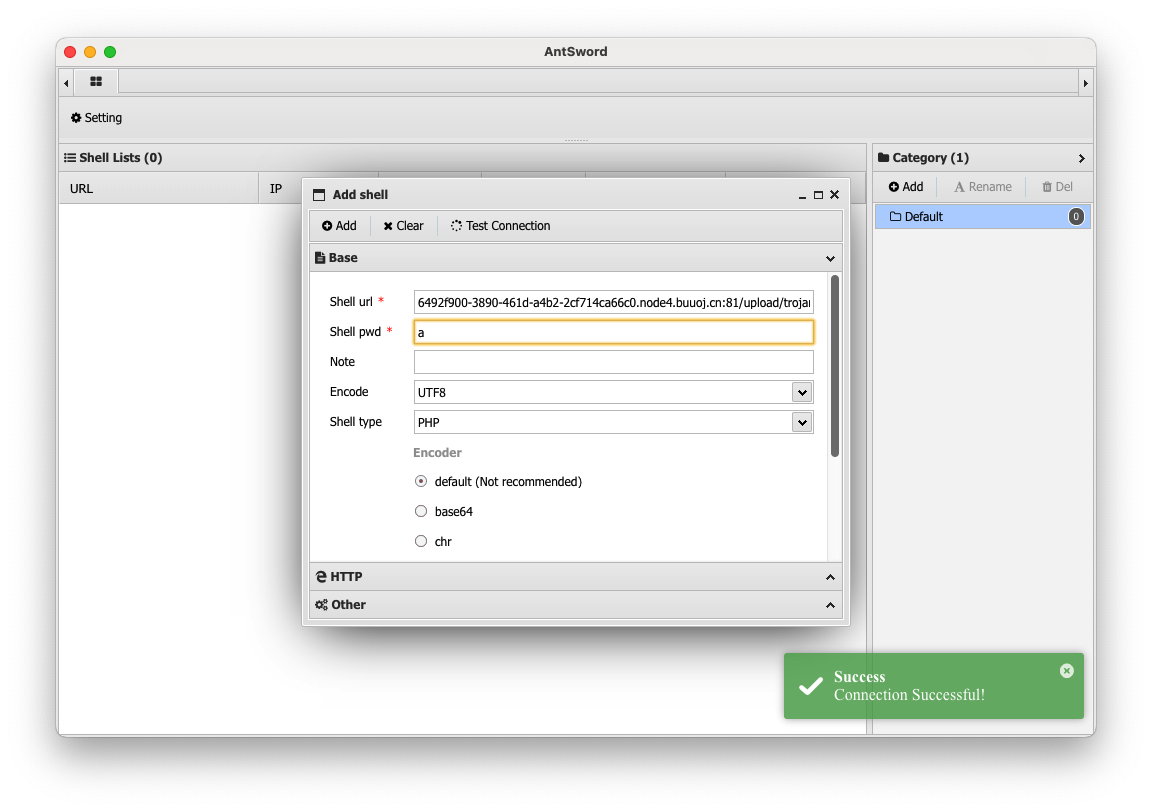 AntSword
Setting
Shell Lists (0)
URL
IP
Category (1)
Add
Rename
Del
Default
0
Add shell
Add
Clear
Test Connection
Base
Shell url *
6492f900-3890-461d-a4b2-2cf714ca66c0.node4.buuoj.cn:81/upload/trojan
Shell pwd *
a
Note
Encode
UTF8
Shell type
PHP
Encoder
default (Not recommended)
base64
chr
HTTP
Other
Success
Connection Successful!